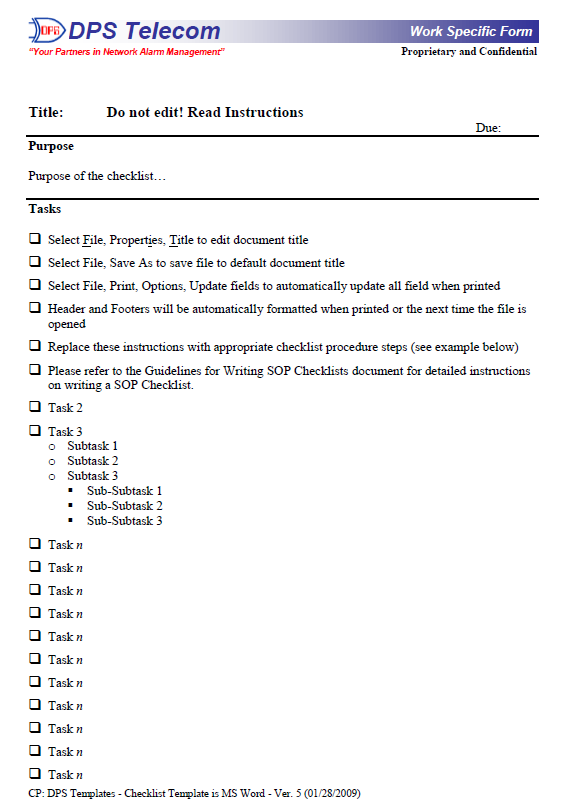 DPS DPS Telecom
Work Specific Form
"Your Partners in Network Alarm Management"
Proprietary and Confidential
Title: Do not edit! Read Instructions
Due:
Purpose
Purpose of the checklist…
Tasks
❑ Select File, Properties, Title to edit document title
❑ Select File, Save As to save file to default document title
❑ Select File, Print, Options, Update fields to automatically update all field when printed
❑ Header and Footers will be automatically formatted when printed or the next time the file is
opened
❑ Replace these instructions with appropriate checklist procedure steps (see example below)
❑ Please refer to the Guidelines for Writing SOP Checklists document for detailed instructions
on writing a SOP Checklist.
❑ Task 2
❑ Task 3
o Subtask 1
o Subtask 2
o Subtask 3
▪ Sub-Subtask 1
▪ Sub-Subtask 2
▪ Sub-Subtask 3
❑ Task n
❑ Task n
❑ Task n
❑ Task n
❑ Task n
❑ Task n
❑ Task n
❑ Task n
❑ Task n
❑ Task n
❑ Task n
CP: DPS Templates - Checklist Template is MS Word - Ver. 5 (01/28/2009)